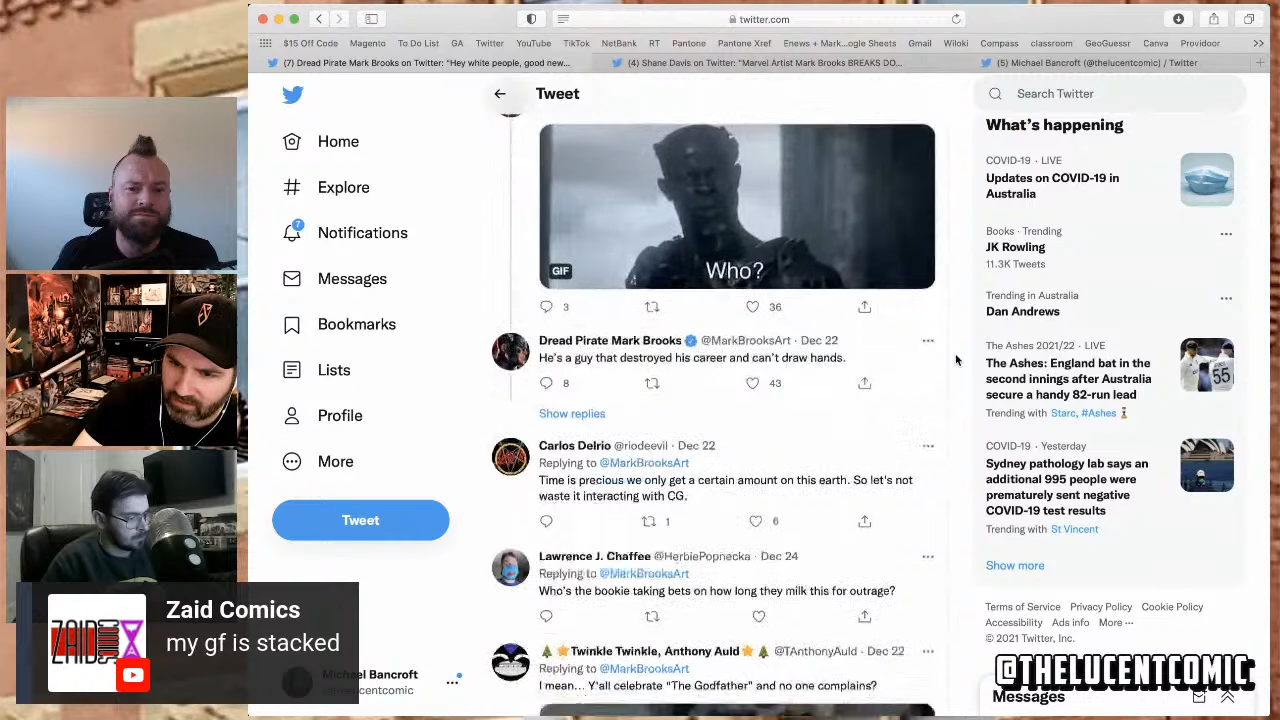 twitter.com
$15 Off Code Magento To Do List GA Twitter YouTube TikTok NetBank RT Pantone Pantone Xref Enews + Mark...ogle Sheets Gmail Wiloki Compass classroom GeoGuessr Canva Providoor
(7) Dread Pirate Mark Brooks on Twitter: "Hey white people, good new...
(4) Shane Davis on Twitter: "Marvel Artist Mark Brooks BREAKS DO...
(5) Michael Bancroft (@thelucentcomic) / Twitter
Home
Explore
7
Notifications
Messages
Bookmarks
Lists
Profile
More
Tweet
Michael Bancroft
Tweet
Who?
GIF
3 36
Dread Pirate Mark Brooks @MarkBrooksArt · Dec 22
He's a guy that destroyed his career and can't draw hands.
8 43
Show replies
Carlos Delrio @riodeevil · Dec 22
Replying to @MarkBrooksArt
Time is precious we only get a certain amount on this earth. So let's not
waste it interacting with CG.
1 6
Lawrence J. Chaffee @HerbiePopnecka · Dec 24
Replying to @MarkBrooksArt
Who's the bookie taking bets on how long they milk this for outrage?
Twinkle Twinkle, Anthony Auld @TAnthonyAuld · Dec 22
Replying to @MarkBrooksArt
I mean... Y'all celebrate "The Godfather" and no one complains?
Search Twitter
What's happening
COVID-19 · LIVE
Updates on COVID-19 in
Australia
Books · Trending
JK Rowling
11.3K Tweets
Trending in Australia
Dan Andrews
The Ashes 2021/22 · LIVE
The Ashes: England bat in the
second innings after Australia
secure a handy 82-run lead
Trending with Starc, #Ashes
55
COVID-19 · Yesterday
Sydney pathology lab says an
additional 995 people were
prematurely sent negative
COVID-19 test results
Trending with St Vincent
Show more
Terms of Service Privacy Policy Cookie Policy
Accessibility Ads info More ···
© 2021 Twitter, Inc.
@THELUCENTCOMIC
Messages
ZAID
Zaid Comics
my gf is stacked